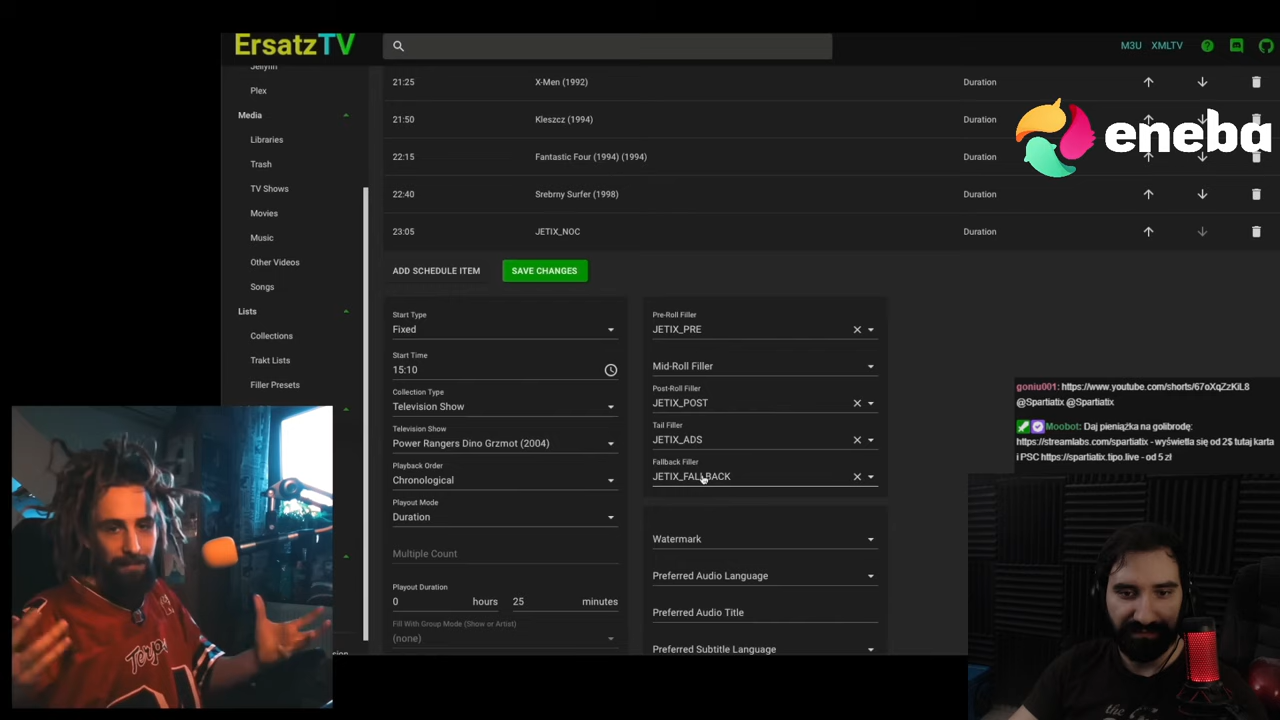 ErsatzTV
M3U XMLTV
Jellyfin
Plex
Media
Libraries
Trash
TV Shows
Movies
Music
Other Videos
Songs
Lists
Collections
Trakt Lists
Filler Presets
21:25 X-Men (1992) Duration
21:50 Kleszcz (1994) Duration
22:15 Fantastic Four (1994) (1994) Duration
22:40 Srebrny Surfer (1998) Duration
23:05 JETIX_NOC Duration
ADD SCHEDULE ITEM SAVE CHANGES
Start Type
Fixed
Start Time
15:10
Collection Type
Television Show
Television Show
Power Rangers Dino Grzmot (2004)
Playback Order
Chronological
Playout Mode
Duration
Multiple Count
Playout Duration
0 hours 25 minutes
Fill With Group Mode (Show or Artist)
(none)
Pre-Roll Filler
JETIX_PRE
Mid-Roll Filler
Post-Roll Filler
JETIX_POST
Tail Filler
JETIX_ADS
Fallback Filler
JETIX_FALLBACK
Watermark
Preferred Audio Language
Preferred Audio Title
Preferred Subtitle Language
eneba
goniu001: https://www.youtube.com/shorts/67oXqZzKiL8
@Spartiatix @Spartiatix
Moobot: Daj pieniążka na golibrodę:
https://streamlabs.com/spartiatix - wyświetla się od 2$ tutaj karta
i PSC https://spartiatix.tipo.live - od 5 zł